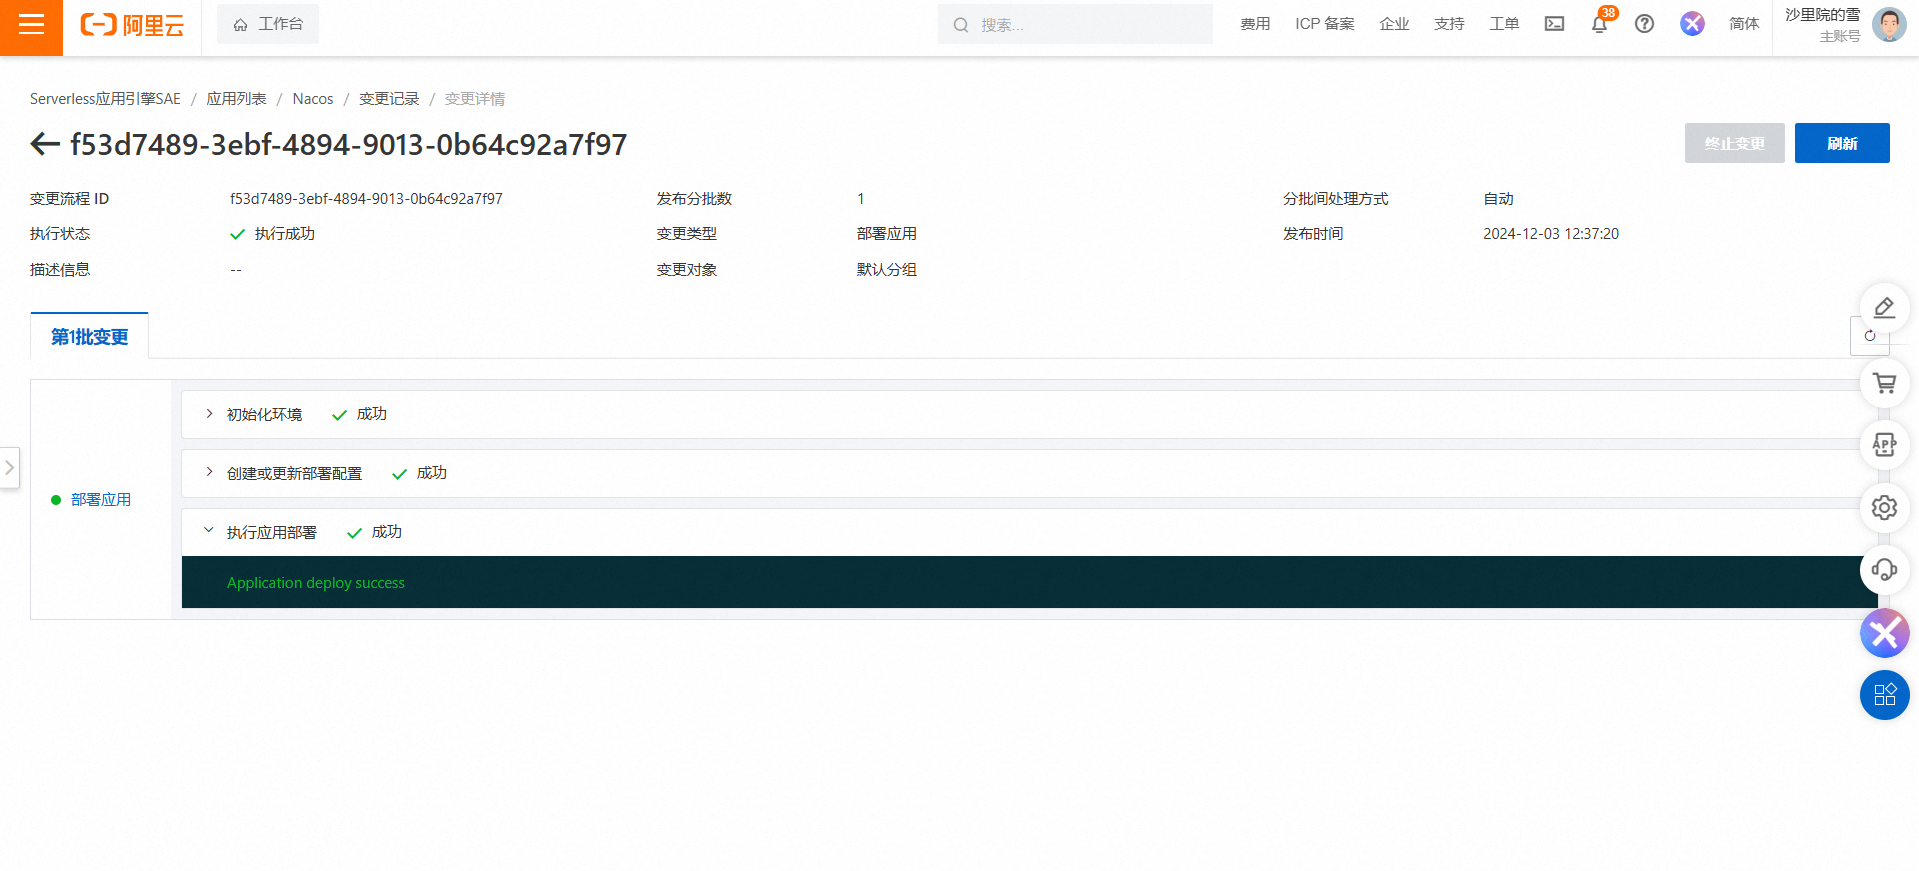 阿里云
工作台
搜索...
费用
ICP 备案
企业
支持
工单
38
简体
沙里院的雪
主账号
Serverless应用引擎SAE / 应用列表 / Nacos / 变更记录 / 变更详情
f53d7489-3ebf-4894-9013-0b64c92a7f97
终止变更
刷新
变更流程 ID f53d7489-3ebf-4894-9013-0b64c92a7f97 发布分批数 1 分批间处理方式 自动
执行状态 执行成功 变更类型 部署应用 发布时间 2024-12-03 12:37:20
描述信息 -- 变更对象 默认分组
第1批变更
初始化环境 成功
创建或更新部署配置 成功
APP
部署应用
执行应用部署 成功
Application deploy success